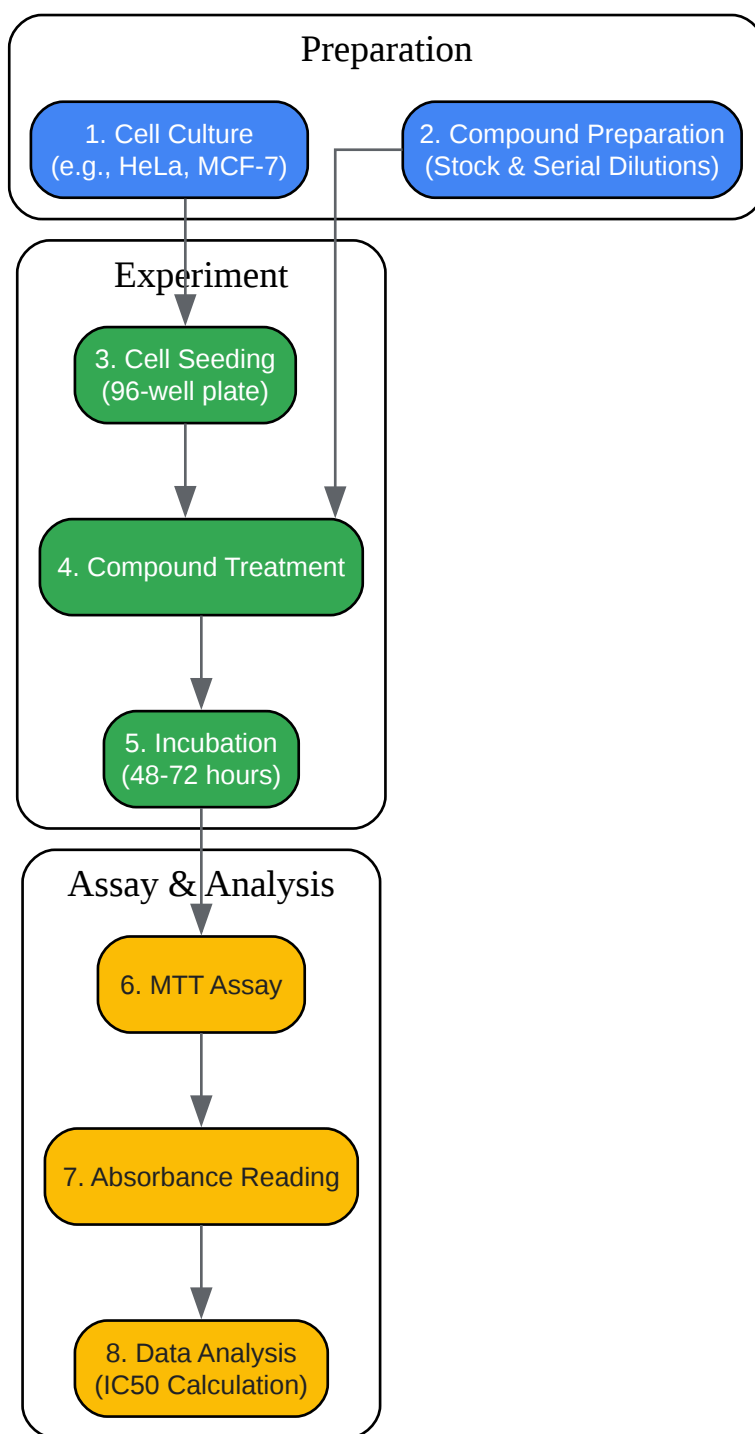 Preparation
1. Cell Culture
(e.g., HeLa, MCF-7)
2. Compound Preparation
(Stock & Serial Dilutions)
Experiment
3. Cell Seeding
(96-well plate)
4. Compound Treatment
5. Incubation
(48-72 hours)
Assay & Analysis
6. MTT Assay
7. Absorbance Reading
8. Data Analysis
(IC50 Calculation)